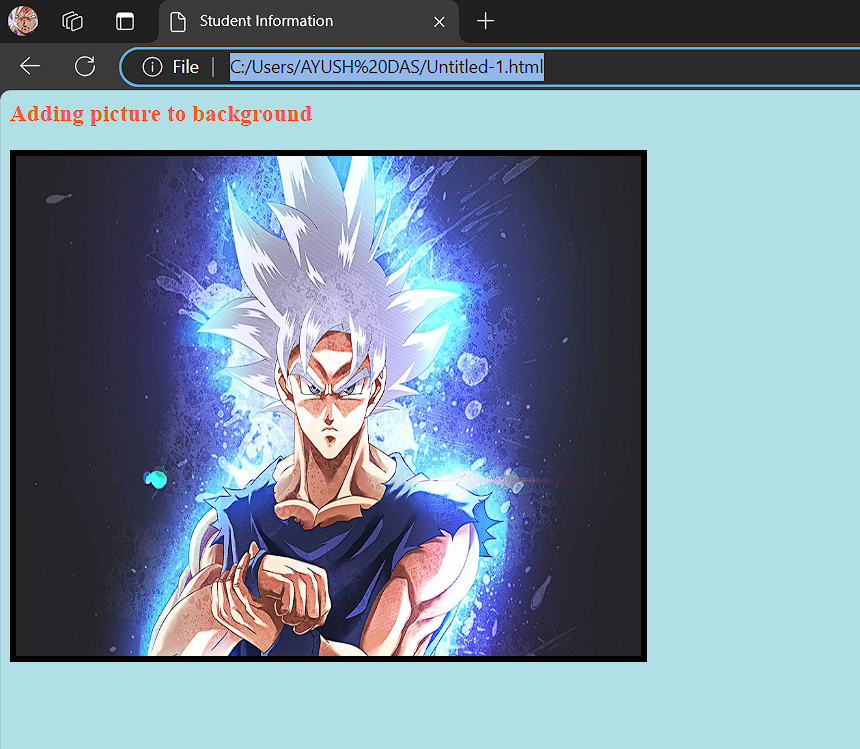 Student Information
File C:/Users/AYUSH%20DAS/Untitled-1.html
Adding picture to background